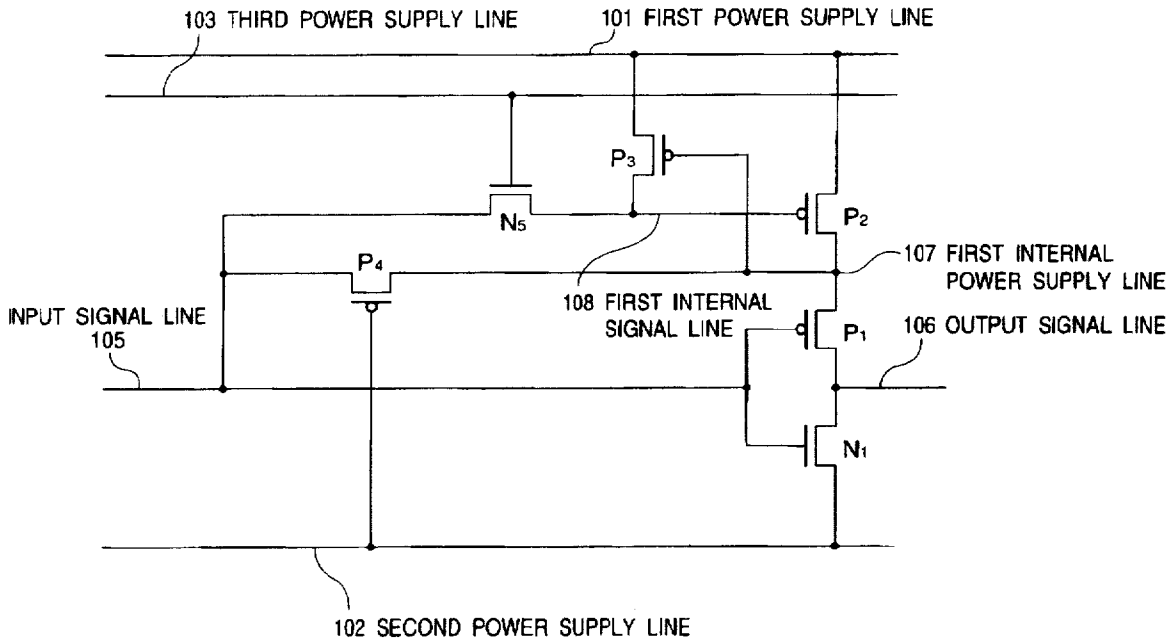 103 THIRD POWER SUPPLY LINE
101 FIRST POWER SUPPLY LINE
P3
N5
P2
P4
107 FIRST INTERNAL
POWER SUPPLY LINE
108 FIRST INTERNAL
SIGNAL LINE
INPUT SIGNAL LINE
105
P1
106 OUTPUT SIGNAL LINE
N1
102 SECOND POWER SUPPLY LINE